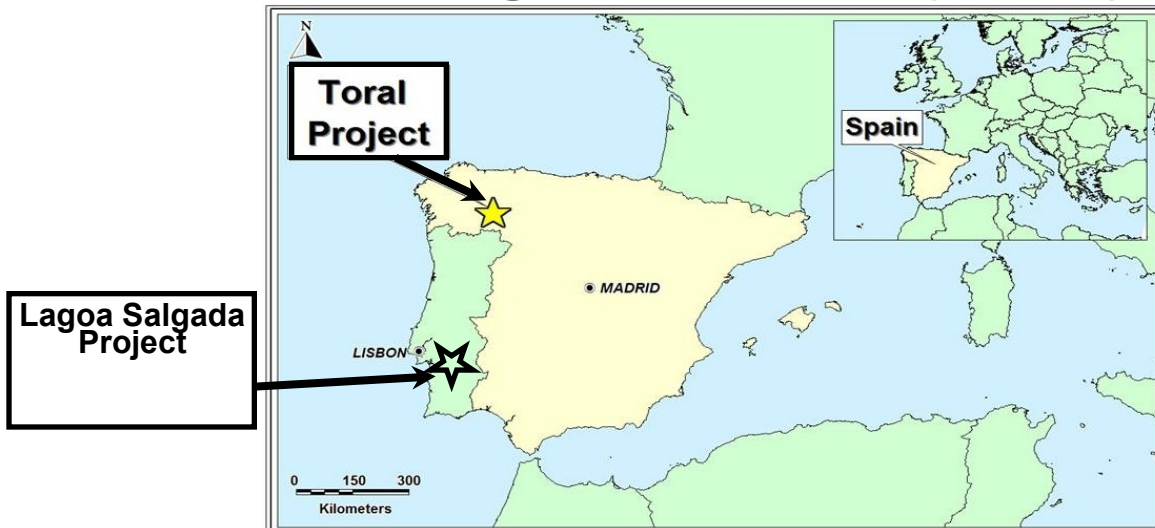 N
Toral
Project
Spain
MADRID
Lagoa Salgada
Project
LISBON
0 150 300
Kilometers